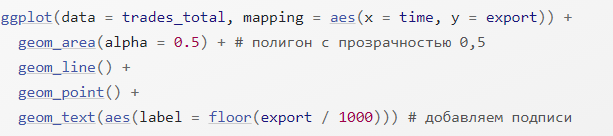 ggplot(data = trades_total, mapping = aes(x = time, y = export)) +
  geom_area(alpha = 0.5) + # полигон с прозрачностью 0,5
  geom_line() +
  geom_point() +
  geom_text(aes(label = floor(export / 1000))) # добавляем подписи